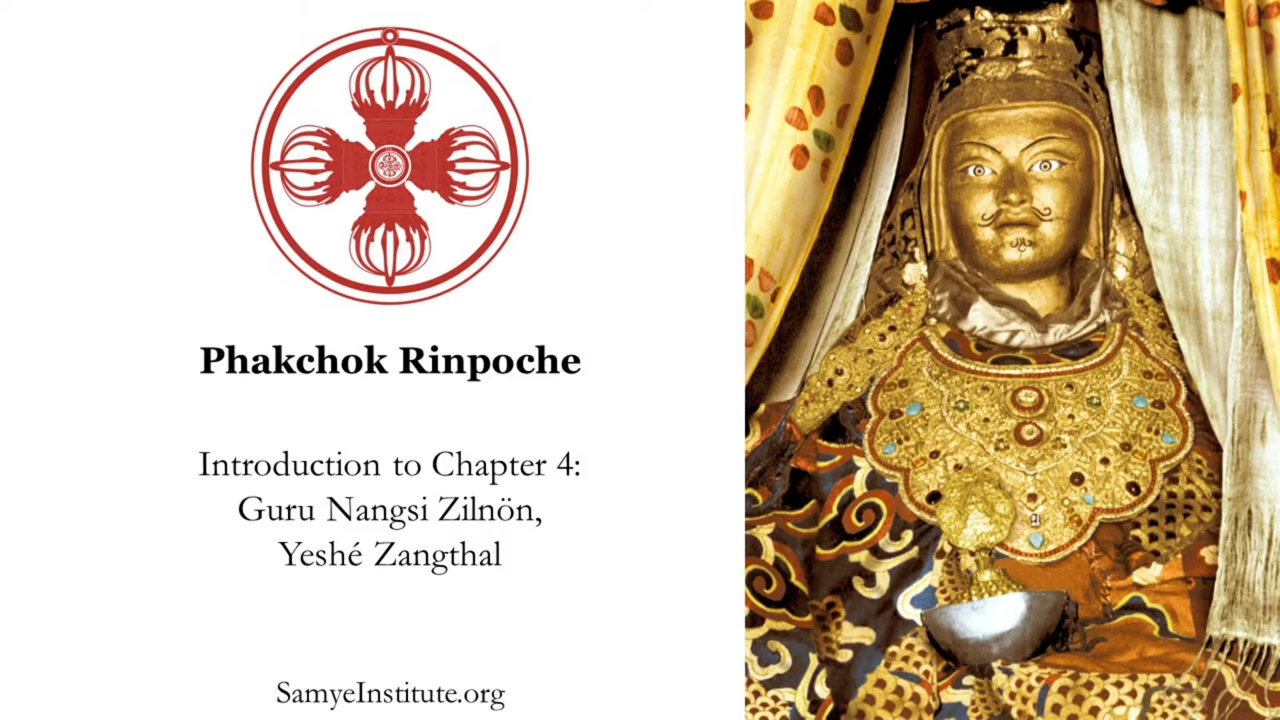 Phakchok Rinpoche
Introduction to Chapter 4:
Guru Nangsi Zilnön,
Yeshé Zangthal
SamyeInstitute.org